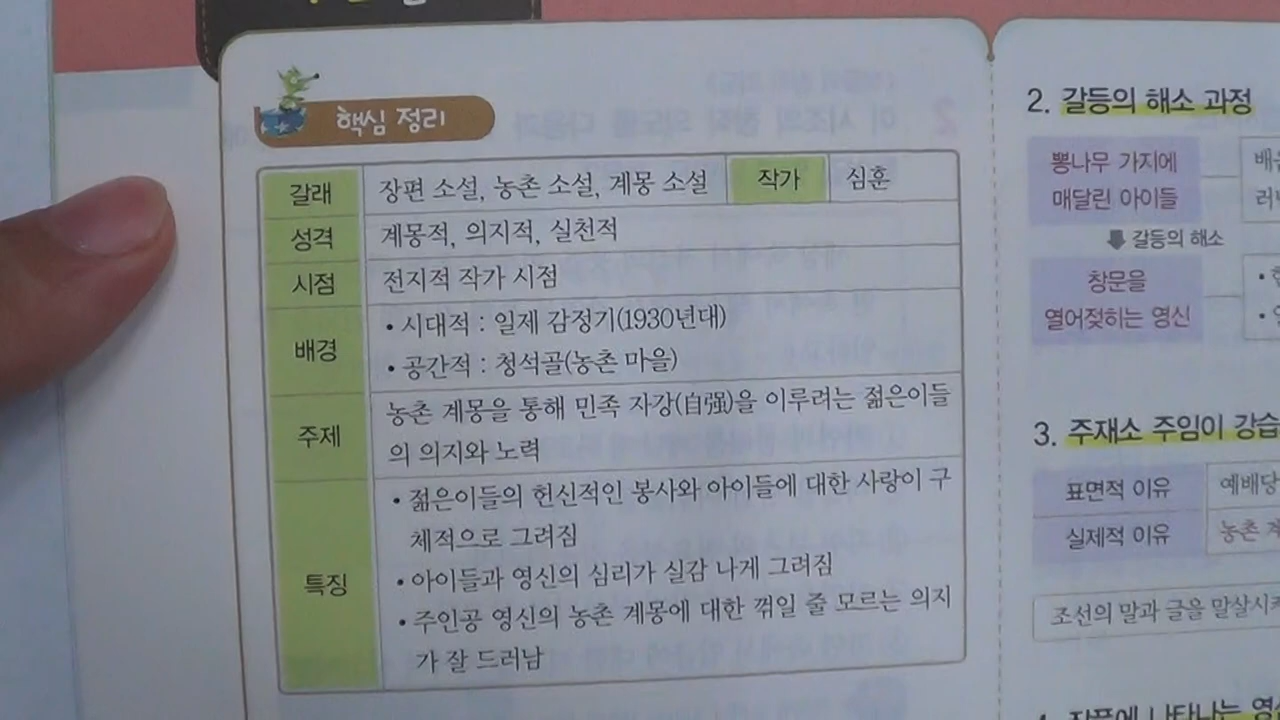 핵심 정리
갈래 장편 소설, 농촌 소설, 계몽 소설 작가 심훈
성격 계몽적, 의지적, 실천적
시점 전지적 작가 시점
배경
• 시대적 : 일제 감정기(1930년대)
• 공간적 : 청석골(농촌 마을)
주제
농촌 계몽을 통해 민족 자강(自强)을 이루려는 젊은이들
의 의지와 노력
특징
• 젊은이들의 헌신적인 봉사와 아이들에 대한 사랑이 구
체적으로 그려짐
• 아이들과 영신의 심리가 실감 나게 그려짐
• 주인공 영신의 농촌 계몽에 대한 꺾일 줄 모르는 의지
가 잘 드러남
2. 갈등의 해소 과정
뽕나무 가지에
매달린 아이들
갈등의 해소
창문을
열어젖히는 영신
3. 주재소 주임이 강습
표면적 이유 예배당
실제적 이유 농촌
조선의 말과 글을 말살시